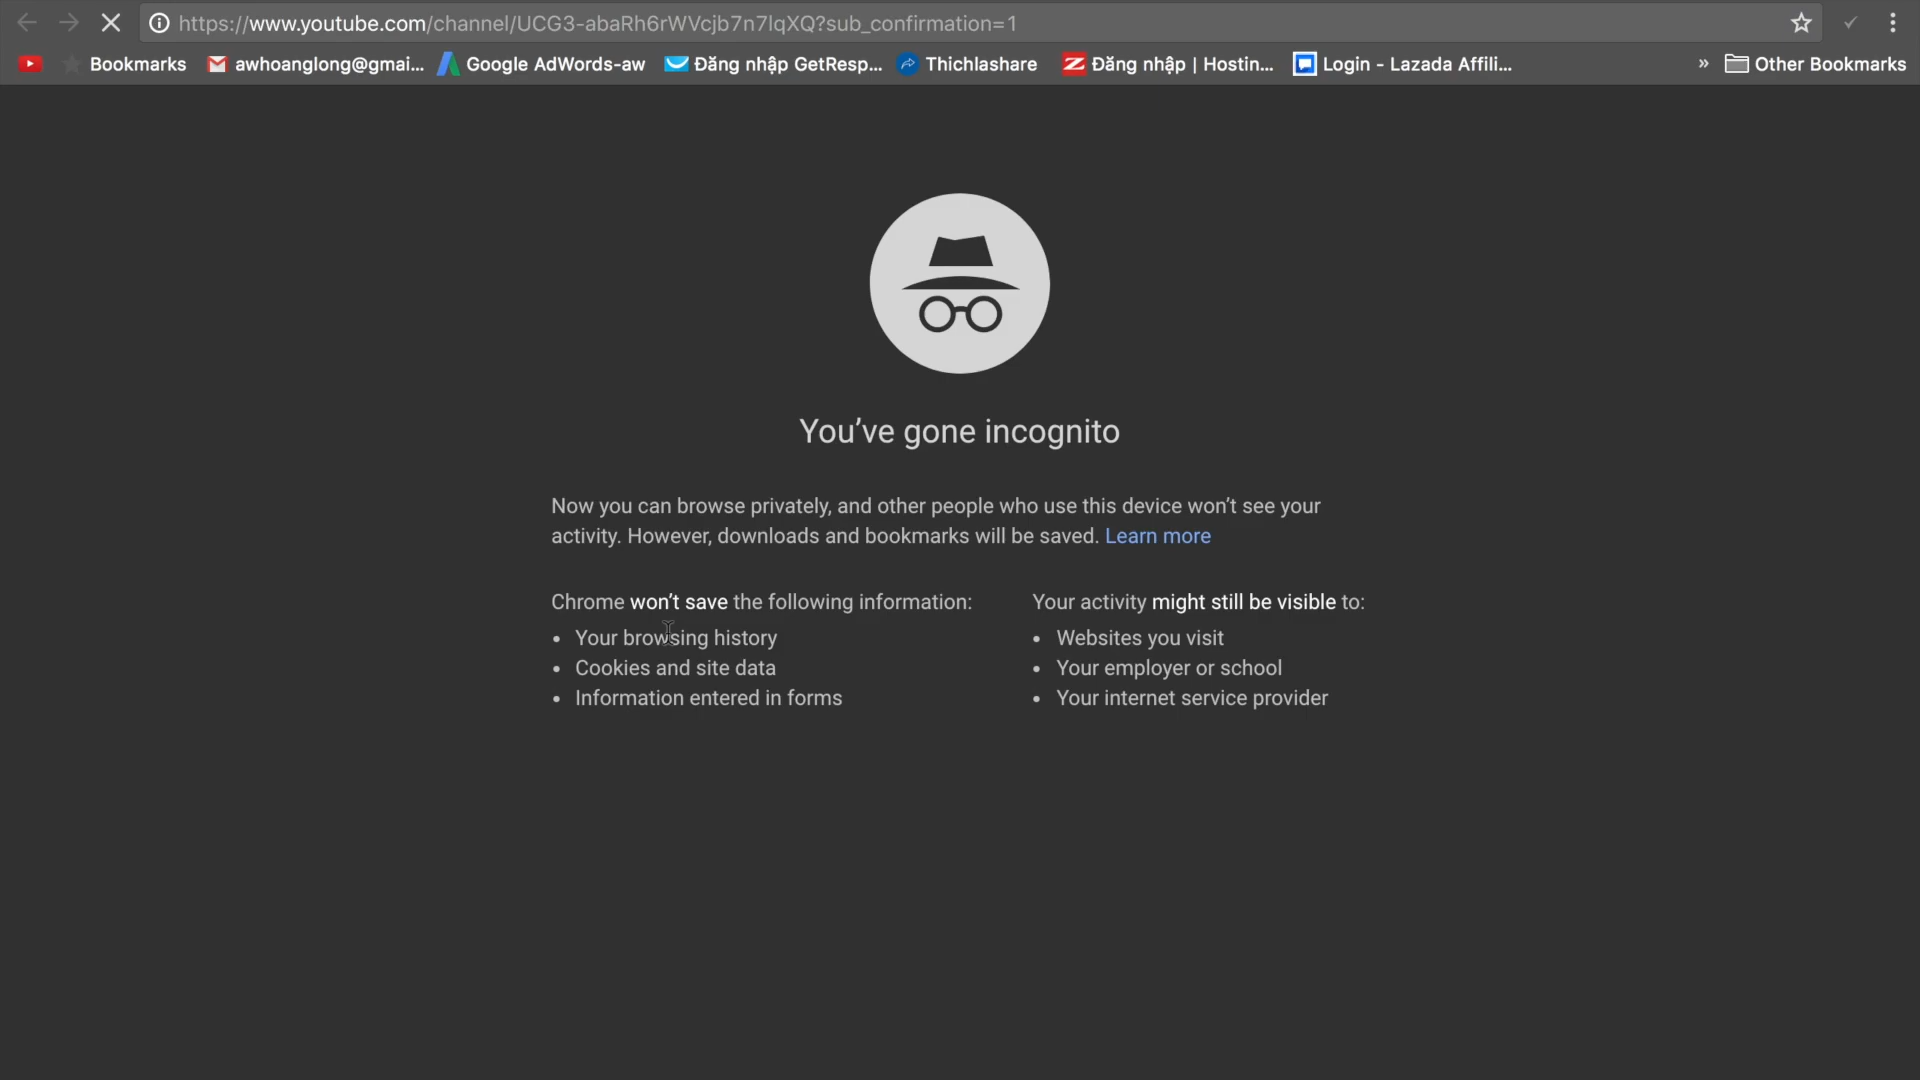 https://www.youtube.com/channel/UCG3-abaRh6rWVcjb7n7lqXQ?sub_confirmation=1
Bookmarks awhoanglong@gmai... Google AdWords-aw Đăng nhập GetResp... Thichlashare Đăng nhập | Hostin... Login - Lazada Affili... » Other Bookmarks
You've gone incognito
Now you can browse privately, and other people who use this device won't see your
activity. However, downloads and bookmarks will be saved. Learn more
Chrome won't save the following information:
• Your browsing history
• Cookies and site data
• Information entered in forms
Your activity might still be visible to:
• Websites you visit
• Your employer or school
• Your internet service provider